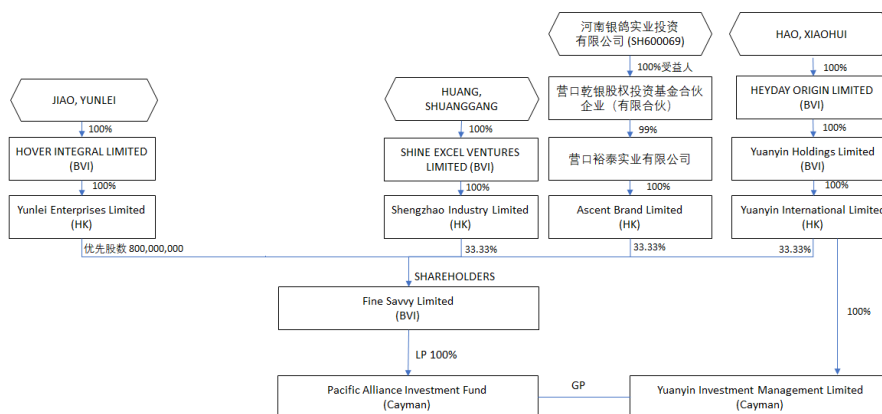 河南银鸽实业投资
有限公司 (SH600069)
HAO, XIAOHUI
100%受益人
100%
JIAO, YUNLEI
HUANG,
SHUANGGANG
营口乾银股权投资基金合伙
企业（有限合伙）
HEYDAY ORIGIN LIMITED
(BVI)
100%
100%
99%
100%
HOVER INTEGRAL LIMITED
(BVI)
SHINE EXCEL VENTURES
LIMITED (BVI)
营口裕泰实业有限公司
Yuanyin Holdings Limited
(BVI)
100%
100%
100%
100%
Yunlei Enterprises Limited
(HK)
Shengzhao Industry Limited
(HK)
Ascent Brand Limited
(HK)
Yuanyin International Limited
(HK)
优先股数 800,000,000
33.33%
33.33%
33.33%
SHAREHOLDERS
Fine Savvy Limited
(BVI)
100%
LP 100%
Pacific Alliance Investment Fund
(Cayman)
GP
Yuanyin Investment Management Limited
(Cayman)